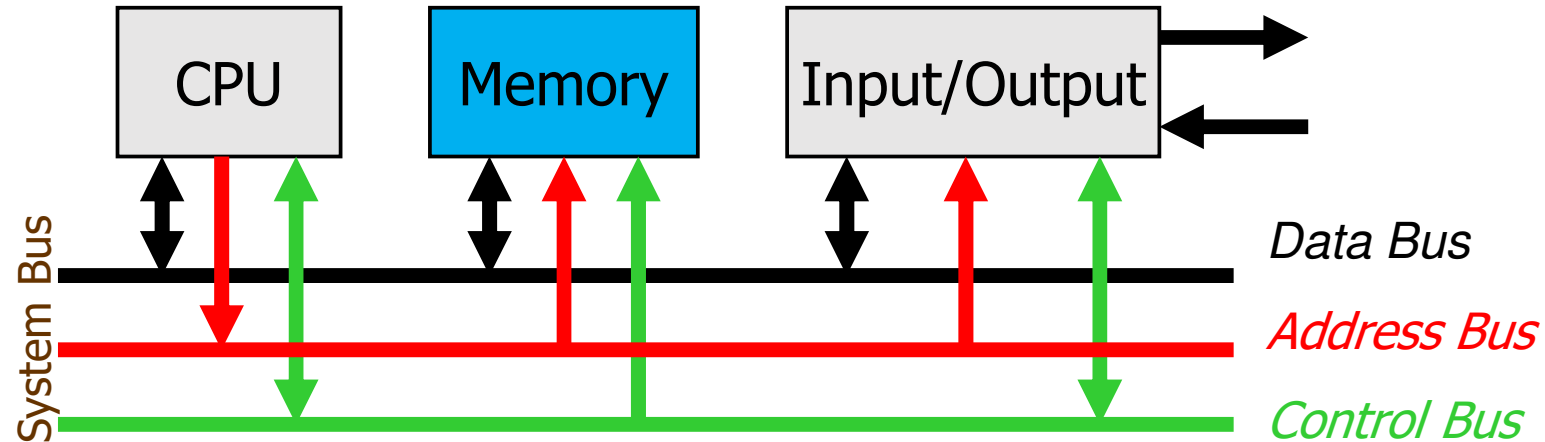 CPU
Memory
Input/Output
System Bus
Data Bus
Address Bus
Control Bus